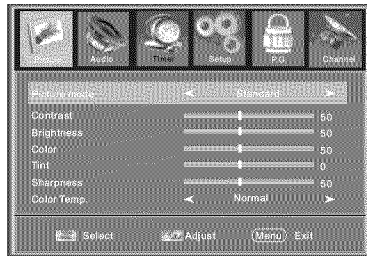 Audio Timer Setup P.G Channel
Picture mode < Standard >
Contrast 50
Brightness 50
Color 50
Tint 0
Sharpness 50
Color Temp. < Normal >
Select Adjust Menu Exit